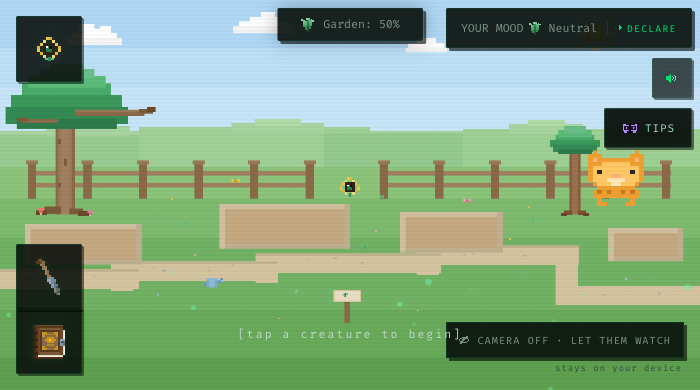 Garden: 50%
YOUR MOOD Neutral
DECLARE
TIPS
[tap a creature to begin]
CAMERA OFF · LET THEM WATCH
stays on your device